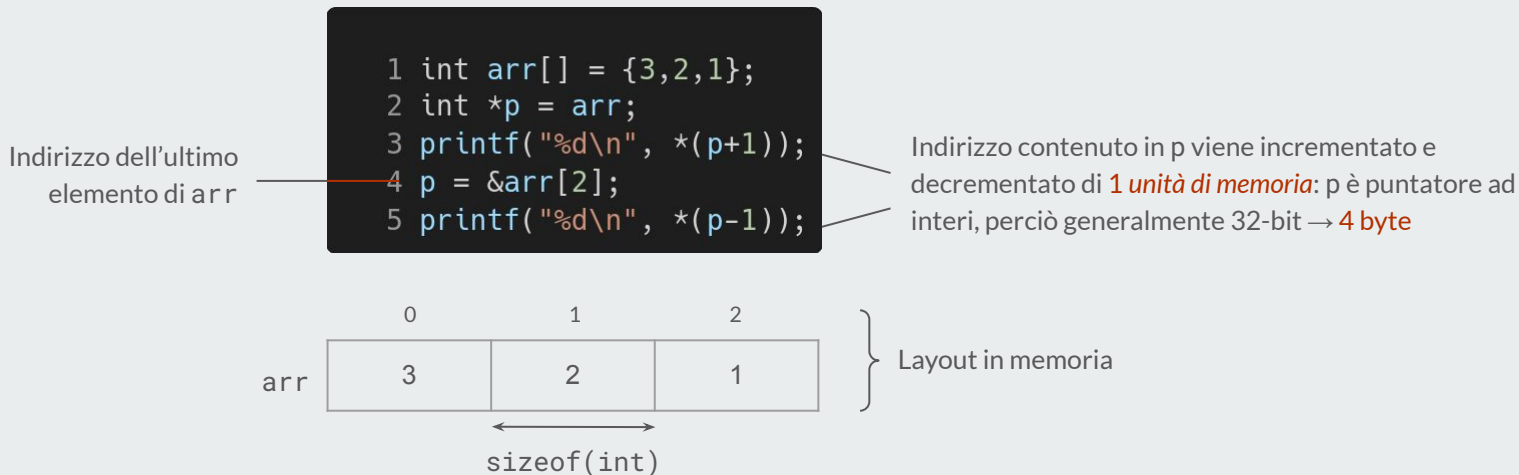 1 int arr[] = {3,2,1};
2 int *p = arr;
3 printf("%d\n", *(p+1));
4 p = &arr[2];
5 printf("%d\n", *(p-1));
Indirizzo dell’ultimo
elemento di arr
Indirizzo contenuto in p viene incrementato e
decrementato di 1 unità di memoria: p è puntatore ad
interi, perciò generalmente 32-bit → 4 byte
0 1 2
arr 3 2 1
Layout in memoria
sizeof(int)